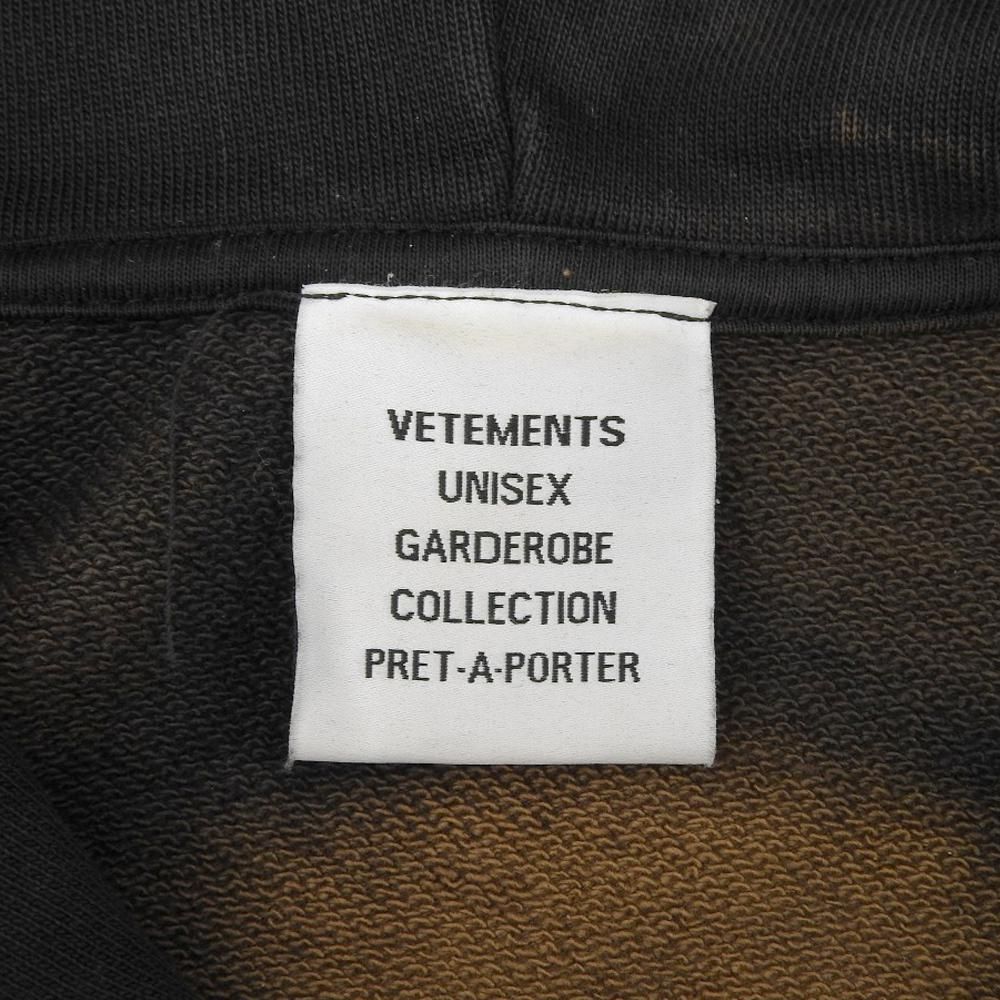 VETEMENTS
UNISEX
GARDEROBE
COLLECTION
PRET-A-PORTER